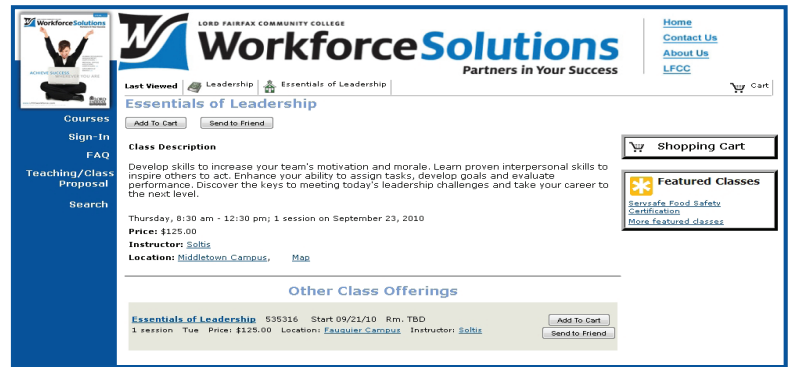 WorkforceSolutions
ACHIEVE SUCCESS
LORD FAIRFAX COMMUNITY COLLEGE
Workforce Solutions
Partners in Your Success
Home
Contact Us
About Us
LFCC
Last Viewed Leadership Essentials of Leadership Cart
Essentials of Leadership
Add To Cart Send to Friend
Courses
Sign-In
FAQ
Teaching/Class
Proposal
Search
Class Description
Develop skills to increase your team's motivation and morale. Learn proven interpersonal skills to
inspire others to act. Enhance your ability to assign tasks, develop goals and evaluate
performance. Discover the keys to meeting today's leadership challenges and take your career to
the next level.
Thursday, 8:30 am - 12:30 pm; 1 session on September 23, 2010
Price: $125.00
Instructor: Soltis
Location: Middletown Campus, Map
Shopping Cart
Featured Classes
Servsafe Food Safety
Certification
More featured classes
Other Class Offerings
Essentials of Leadership 535316 Start 09/21/10 Rm. TBD
Add To Cart
1 session Tue Price: $125.00 Location: Fauquier Campus Instructor: Soltis
Send to Friend